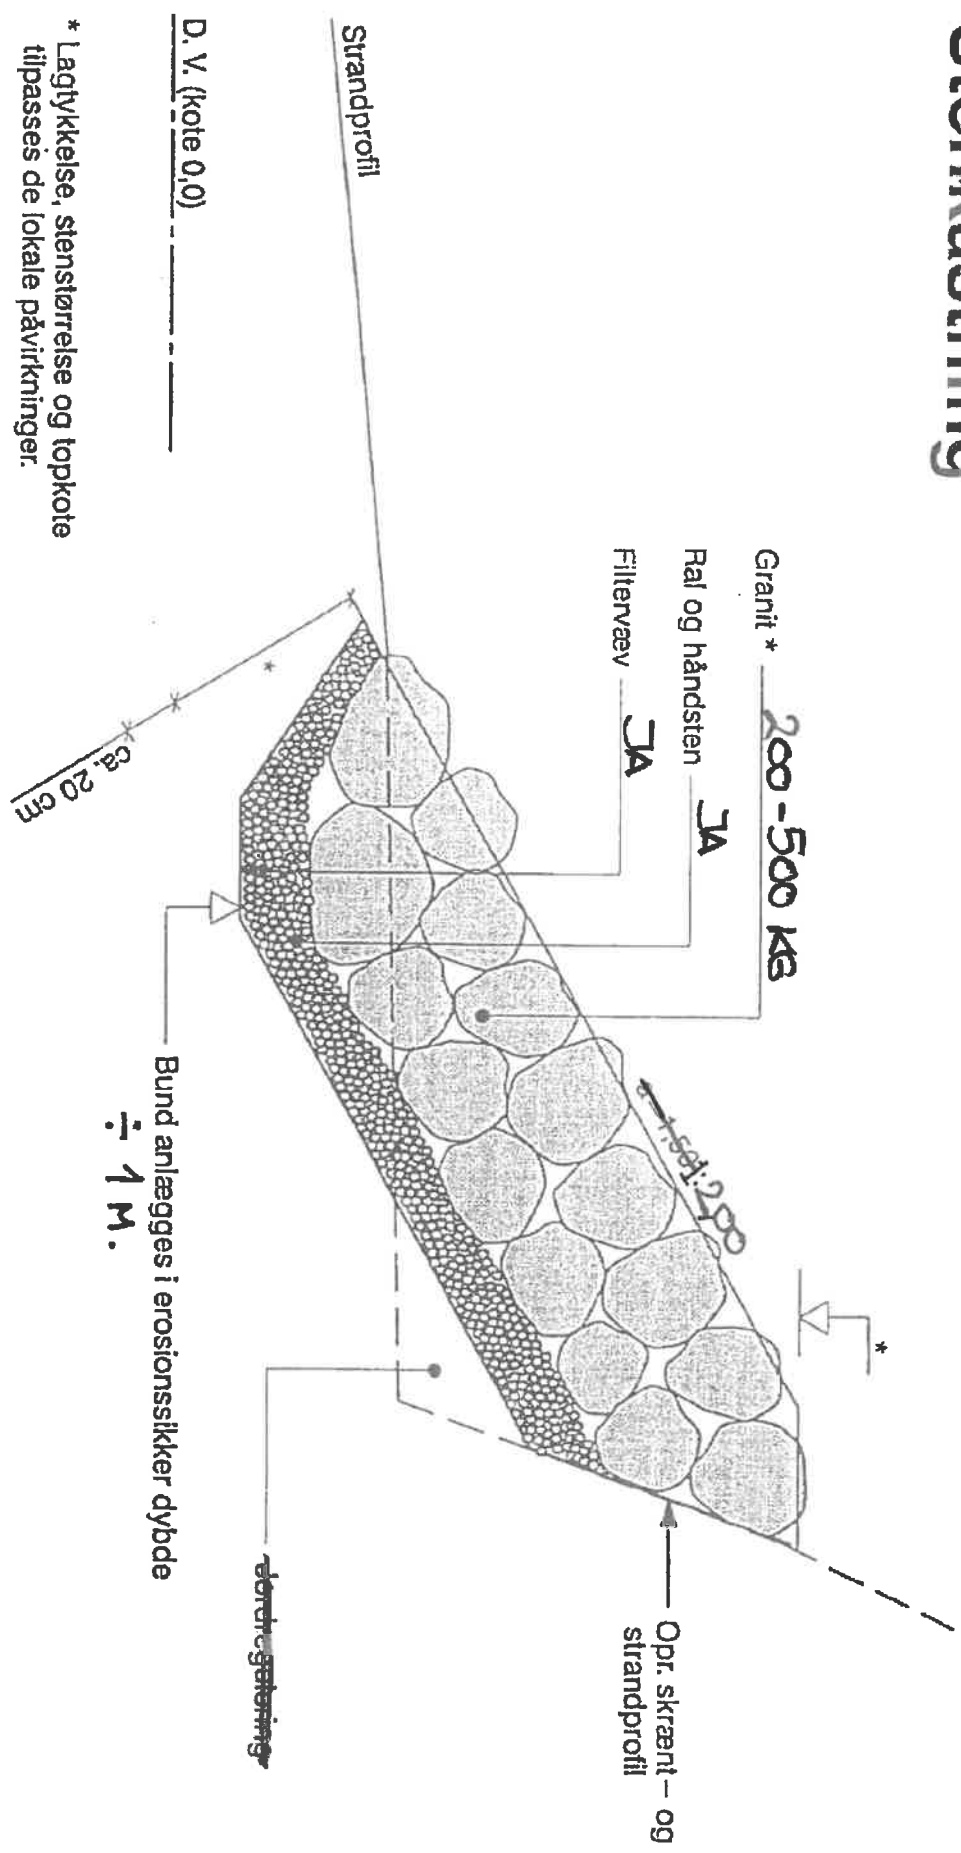 Stenkastning
Granit * 200-500 KG
Ral og håndsten JA
Filtervæv JA
1:2,00
*
Strandprofil
Opr. skrænt- og
strandprofil
D. V. (kote 0,0)
*
ca. 20 cm
Bund anlægges i erosionssikker dybde
÷ 1 M.
* Lagtykkelse, stenstørrelse og topkote
tilpasses de lokale påvirkninger.